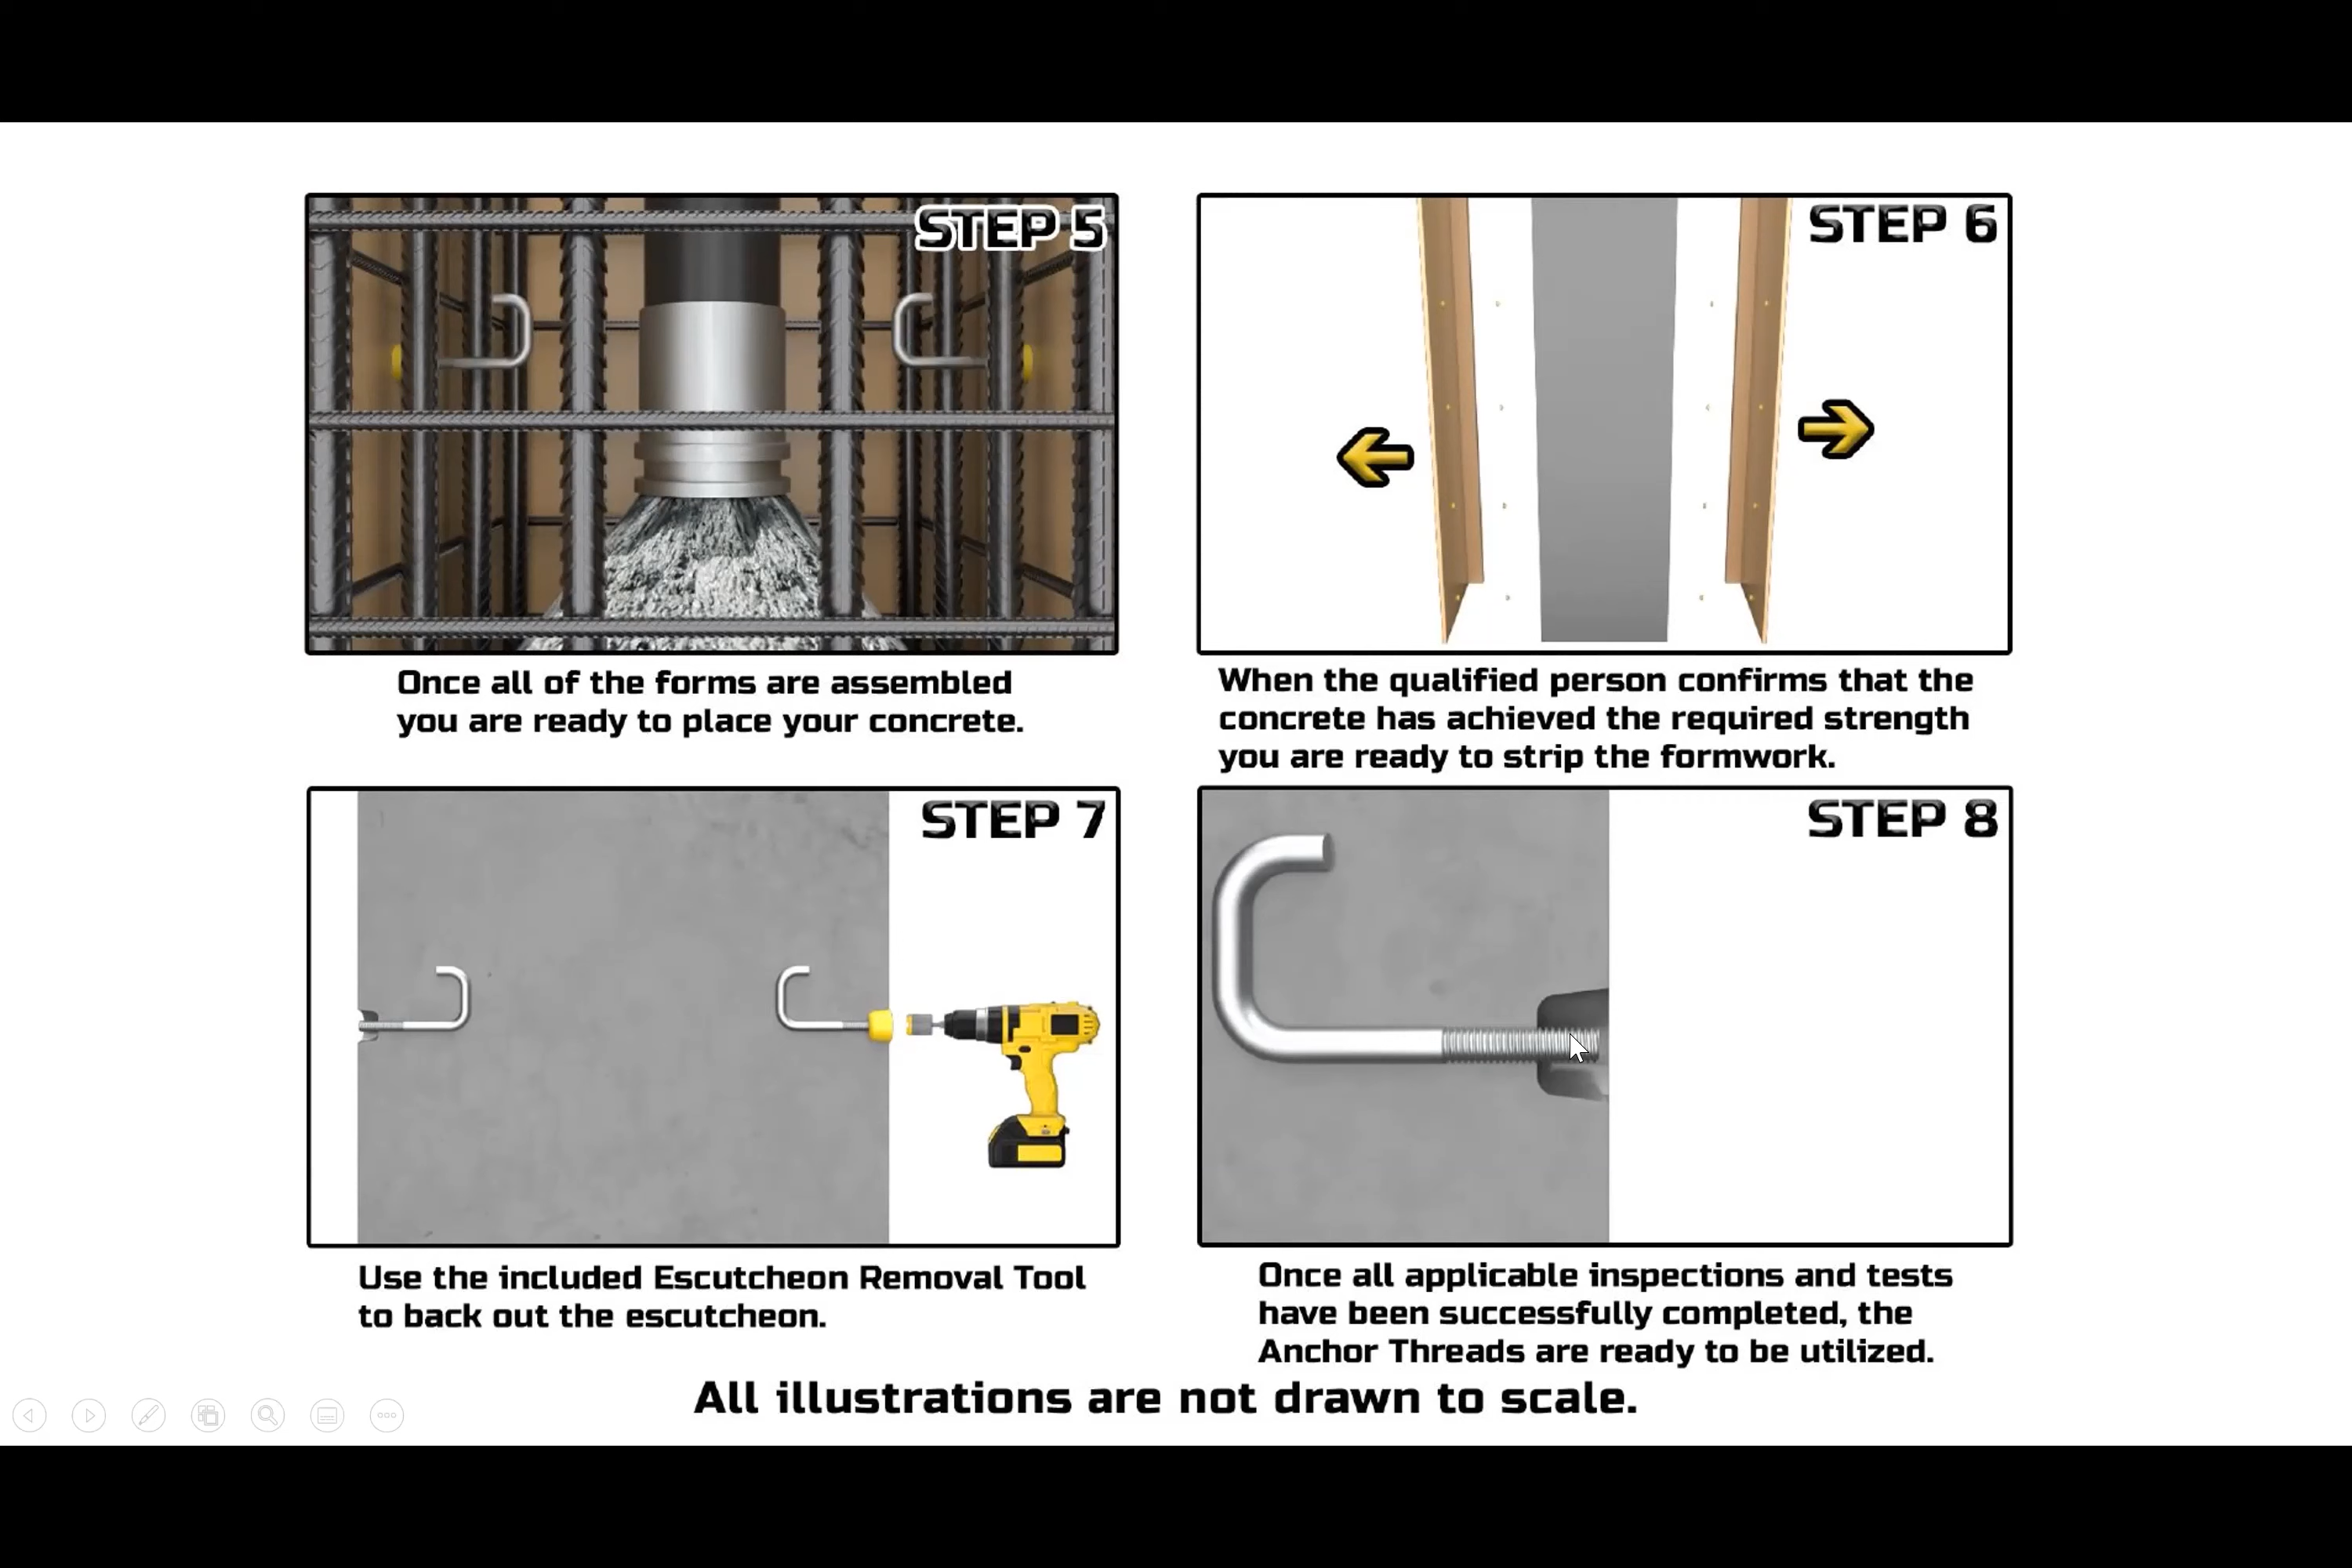 STEP 5
Once all of the forms are assembled
you are ready to place your concrete.
STEP 6
When the qualified person confirms that the
concrete has achieved the required strength
you are ready to strip the formwork.
STEP 7
Use the included Escutcheon Removal Tool
to back out the escutcheon.
STEP 8
Once all applicable inspections and tests
have been successfully completed, the
Anchor Threads are ready to be utilized.
All illustrations are not drawn to scale.